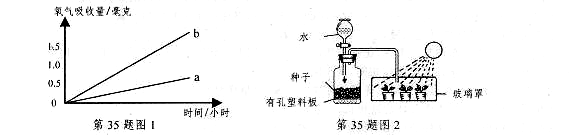 氧气吸收量/毫克
b
1.5
1.0
a
0.5
0
时间/小时
第35题图1
水
种子
有孔塑料板
玻璃罩
第35题图2